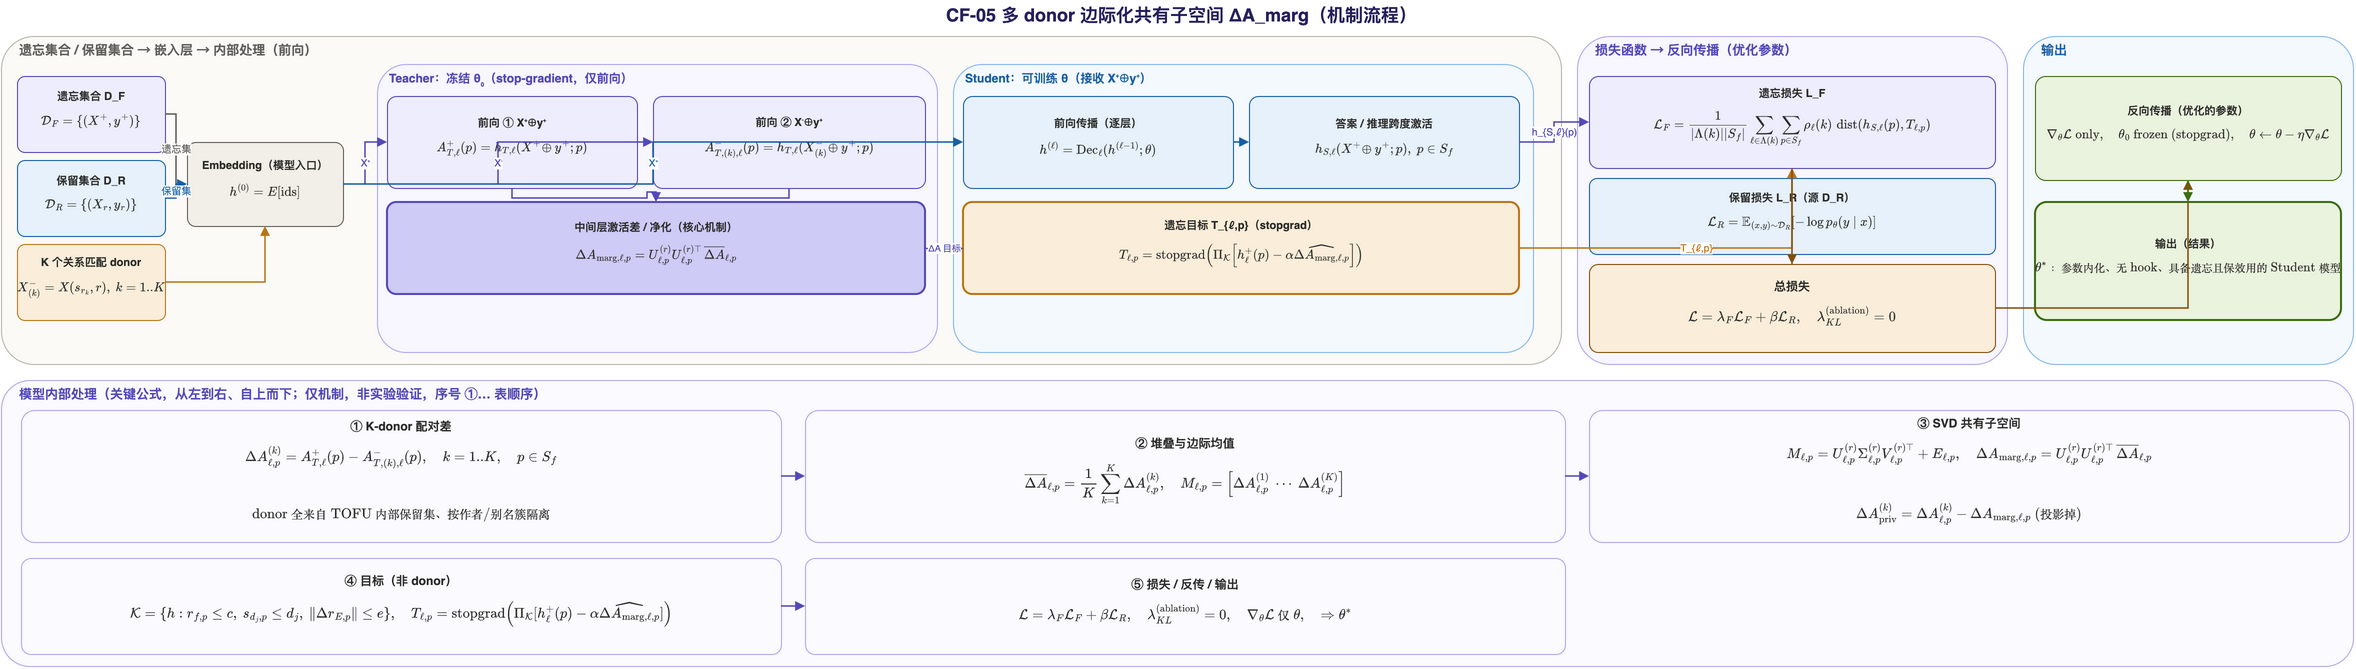 CF-05 多 donor 边际化共有子空间 ΔA_marg（机制流程）
遗忘集合 / 保留集合 → 嵌入层 → 内部处理（前向）
遗忘集合 D_F
𝒟_F = {(X⁺, y⁺)}
保留集合 D_R
𝒟_R = {(X_r, y_r)}
K 个关系匹配 donor
X⁻_{(k)} = X(s_{r_k}, r), k = 1..K
遗忘集
保留集
Embedding（模型入口）
h^{(0)} = E[ids]
X⁺
X⁻
X⁺
Teacher：冻结 θ₀（stop-gradient，仅前向）
前向 ① X⁺⊕y⁺
A⁺_{T,ℓ}(p) = h_{T,ℓ}(X⁺ ⊕ y⁺; p)
前向 ② X⁻⊕y⁺
A⁻_{T,(k),ℓ}(p) = h_{T,ℓ}(X⁻_{(k)} ⊕ y⁺; p)
中间层激活差 / 净化（核心机制）
ΔA_{marg,ℓ,p} = U^{(r)}_{ℓ,p} U^{(r)⊤}_{ℓ,p} \overline{ΔA}_{ℓ,p}
ΔA 目标
Student：可训练 θ（接收 X⁺⊕y⁺）
前向传播（逐层）
h^{(ℓ)} = Dec_ℓ(h^{(ℓ−1)}; θ)
答案 / 推理跨度激活
h_{S,ℓ}(X⁺ ⊕ y⁺; p), p ∈ S_f
遗忘目标 T_{ℓ,p}（stopgrad）
T_{ℓ,p} = stopgrad(Π_𝒦[h⁺_ℓ(p) − αΔ\widehat{A_{marg,ℓ,p}}])
h_{S,ℓ}(p)
T_{ℓ,p}
损失函数 → 反向传播（优化参数）
遗忘损失 L_F
ℒ_F = \frac{1}{|Λ(k)||S_f|} ∑_{ℓ∈Λ(k)} ∑_{p∈S_f} ρ_ℓ(k) dist(h_{S,ℓ}(p), T_{ℓ,p})
保留损失 L_R（源 D_R）
ℒ_R = 𝔼_{(x,y)∼𝒟_R}[−log p_θ(y | x)]
总损失
ℒ = λ_F ℒ_F + βℒ_R, λ_{KL}^{(ablation)} = 0
输出
反向传播（优化的参数）
∇_θℒ only, θ₀ frozen (stopgrad), θ ← θ − η∇_θℒ
输出（结果）
θ*：参数内化、无 hook、具备遗忘且保效用的 Student 模型
模型内部处理（关键公式，从左到右、自上而下；仅机制，非实验验证，序号 ①… 表顺序）
① K-donor 配对差
ΔA^{(k)}_{ℓ,p} = A⁺_{T,ℓ}(p) − A⁻_{T,(k),ℓ}(p), k = 1..K, p ∈ S_f
donor 全来自 TOFU 内部保留集、按作者/别名簇隔离
② 堆叠与边际均值
\overline{ΔA}_{ℓ,p} = \frac{1}{K} ∑_{k=1}^{K} ΔA^{(k)}_{ℓ,p}, M_{ℓ,p} = [ΔA^{(1)}_{ℓ,p} ⋯ ΔA^{(K)}_{ℓ,p}]
③ SVD 共有子空间
M_{ℓ,p} = U^{(r)}_{ℓ,p} Σ^{(r)}_{ℓ,p} V^{(r)⊤}_{ℓ,p} + E_{ℓ,p}, ΔA_{marg,ℓ,p} = U^{(r)}_{ℓ,p} U^{(r)⊤}_{ℓ,p} \overline{ΔA}_{ℓ,p}
ΔA^{(k)}_{priv} = ΔA^{(k)}_{ℓ,p} − ΔA_{marg,ℓ,p} (投影掉)
④ 目标（非 donor）
𝒦 = {h : r_{f,p} ≤ c, s_{d_j,p} ≤ d_j, ∥Δr_{E,p}∥ ≤ e}, T_{ℓ,p} = stopgrad(Π_𝒦[h⁺_ℓ(p) − αΔ\widehat{A_{marg,ℓ,p}}])
⑤ 损失 / 反传 / 输出
ℒ = λ_F ℒ_F + βℒ_R, λ_{KL}^{(ablation)} = 0, ∇_θℒ 仅 θ, ⇒ θ*